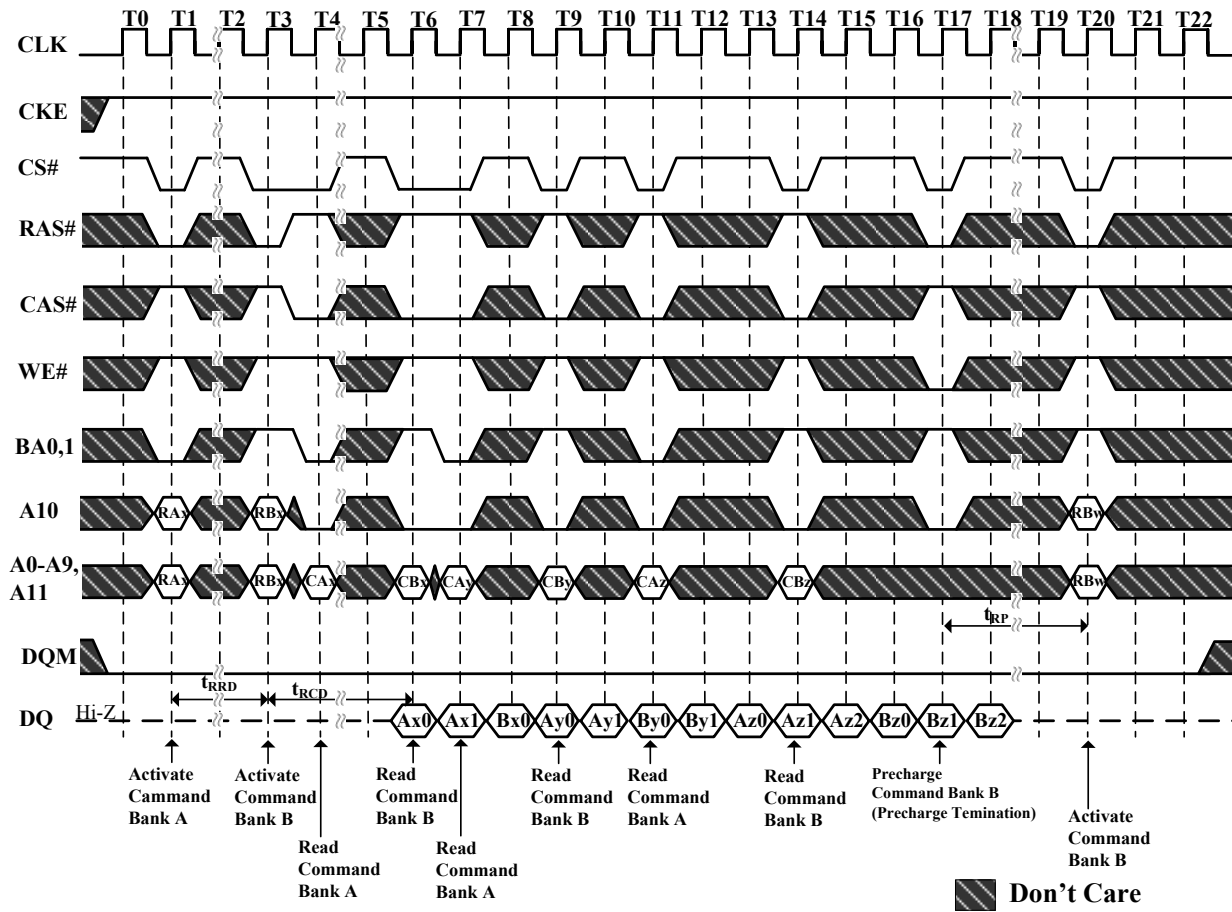 T0 T1 T2 T3 T4 T5 T6 T7 T8 T9 T10 T11 T12 T13 T14 T15 T16 T17 T18 T19 T20 T21 T22
CLK
CKE
CS#
RAS#
CAS#
WE#
BA0,1
A10 RAx RBx RBw
A0-A9,
A11 RAx RBx CAx CBx CAy CBy CAz CBz RBw
tRP
DQM
tRRD tRCD
DQ Hi-Z Ax0 Ax1 Bx0 Ay0 Ay1 By0 By1 Az0 Az1 Az2 Bz0 Bz1 Bz2
Activate
Cammand
Bank A
Activate
Command
Bank B
Read
Command
Bank A
Read
Command
Bank B
Read
Command
Bank A
Read
Command
Bank B
Read
Command
Bank A
Read
Command
Bank B
Precharge
Command Bank B
(Precharge Temination)
Activate
Command
Bank B
Don't Care